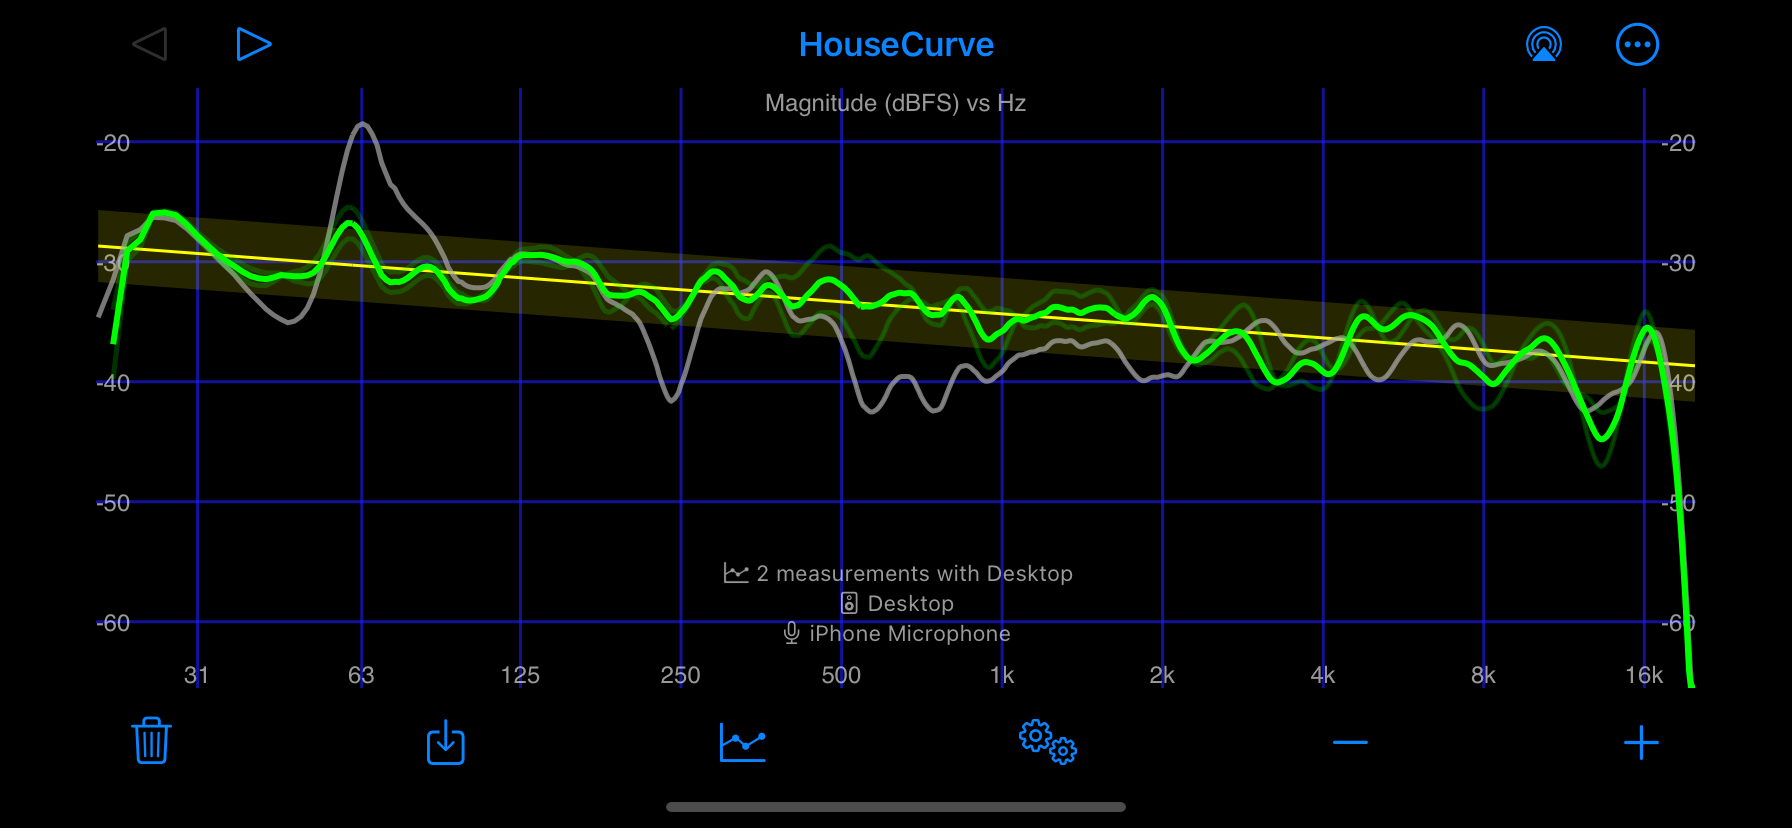 HouseCurve
Magnitude (dBFS) vs Hz
-20 -20
-30 -30
-40 -40
-50 -50
2 measurements with Desktop
Desktop
-60 -60
iPhone Microphone
31 63 125 250 500 1k 2k 4k 8k 16k